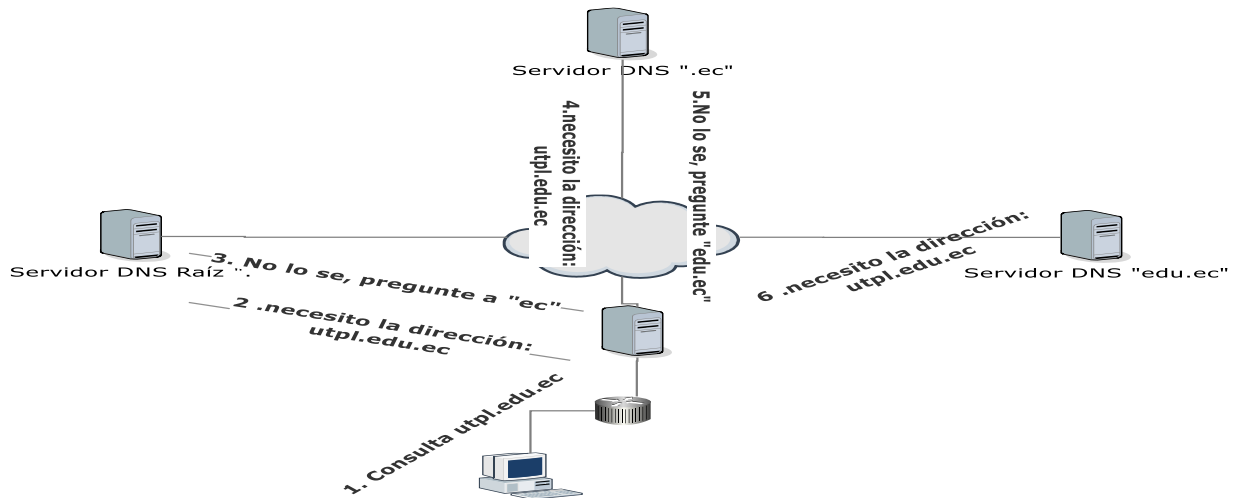 Servidor DNS ".ec"
4.necesito la dirección:
utpl.edu.ec
5.No lo se, pregunte "edu.ec"
Servidor DNS Raíz ".
3. No lo se, pregunte a "ec"
2 .necesito la dirección:
utpl.edu.ec
6 .necesito la dirección:
utpl.edu.ec
Servidor DNS "edu.ec"
1. Consulta utpl.edu.ec